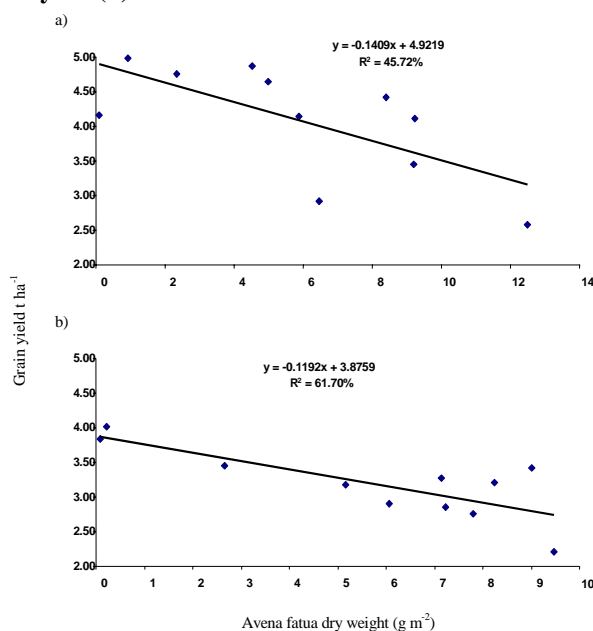 a)
y = -0.1409x + 4.9219
R² = 45.72%
5.00
4.50
4.00
3.50
3.00
2.50
2.00
0 2 4 6 8 10 12 14
Grain yield t ha⁻¹
b)
y = -0.1192x + 3.8759
R² = 61.70%
5.00
4.50
4.00
3.50
3.00
2.50
2.00
0 1 2 3 4 5 6 7 8 9 10
Avena fatua dry weight (g m⁻²)